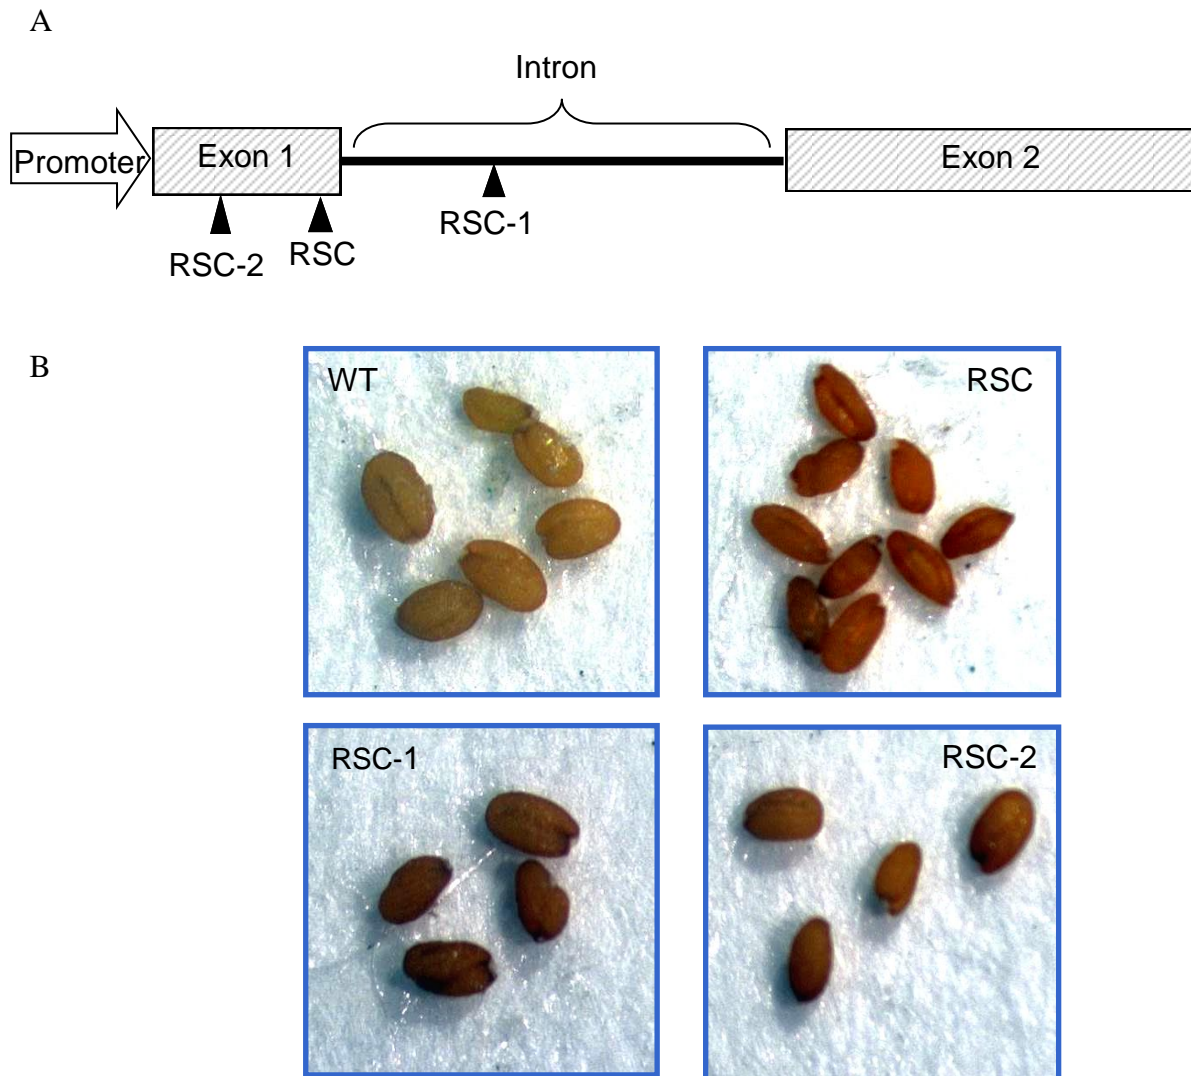 A
Intron
Promoter
Exon 1
Exon 2
RSC-2
RSC
RSC-1
B
WT
RSC
RSC-1
RSC-2